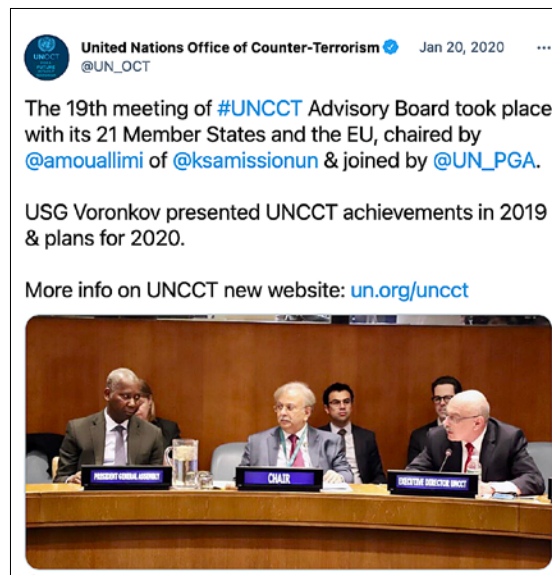 United Nations Office of Counter-Terrorism Jan 20, 2020 ...
@UN_OCT
The 19th meeting of #UNCCT Advisory Board took place
with its 21 Member States and the EU, chaired by
@amouallimi of @ksamissionun & joined by @UN_PGA.
USG Voronkov presented UNCCT achievements in 2019
& plans for 2020.
More info on UNCCT new website: un.org/uncct
PRESIDENT GENERAL ASSEMBLY
CHAIR
EXECUTIVE DIRECTOR UNCCT